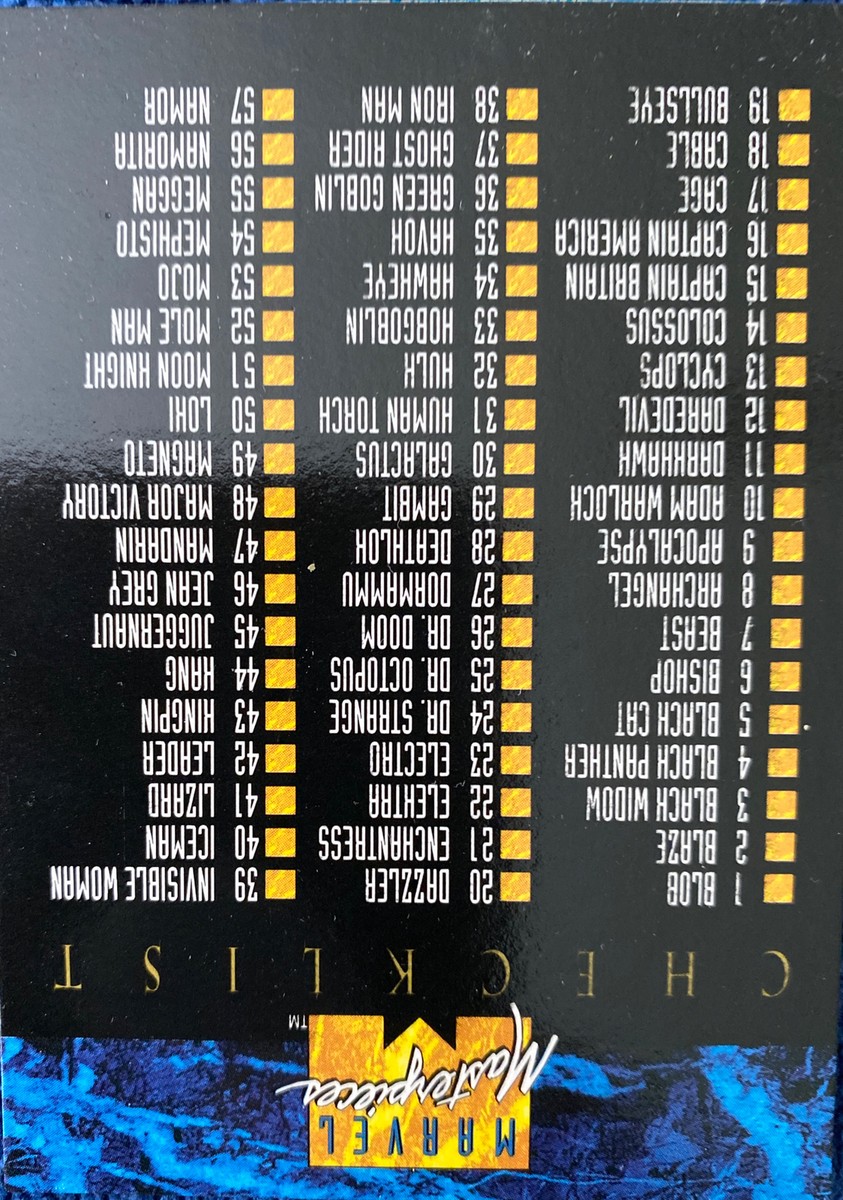 MARVEL
Masterpieces
TM
CHECKLIST
1 BLOB
2 BLAZE
3 BLACK WIDOW
4 BLACK PANTHER
5 BLACK CAT
6 BISHOP
7 BEAST
8 ARCHANGEL
9 APOCALYPSE
10 ADAM WARLOCK
11 DARKHAWK
12 DAREDEVIL
13 CYCLOPS
14 COLOSSUS
15 CAPTAIN BRITAIN
16 CAPTAIN AMERICA
17 CAGE
18 CABLE
19 BULLSEYE
20 DAZZLER
21 ENCHANTRESS
22 ELEKTRA
23 ELECTRO
24 DR. STRANGE
25 DR. OCTOPUS
26 DR. DOOM
27 DORMAMMU
28 DEATHLOK
29 GAMBIT
30 GALACTUS
31 HUMAN TORCH
32 HULK
33 HOBGOBLIN
34 HAWKEYE
35 HAVOK
36 GREEN GOBLIN
37 GHOST RIDER
38 IRON MAN
39 INVISIBLE WOMAN
40 ICEMAN
41 LIZARD
42 LEADER
43 KINGPIN
44 KANG
45 JUGGERNAUT
46 JEAN GREY
47 MANDARIN
48 MAJOR VICTORY
49 MAGNETO
50 LOKI
51 MOON KNIGHT
52 MOLE MAN
53 MOJO
54 MEPHISTO
55 MEGGAN
56 NAMORITA
57 NAMOR